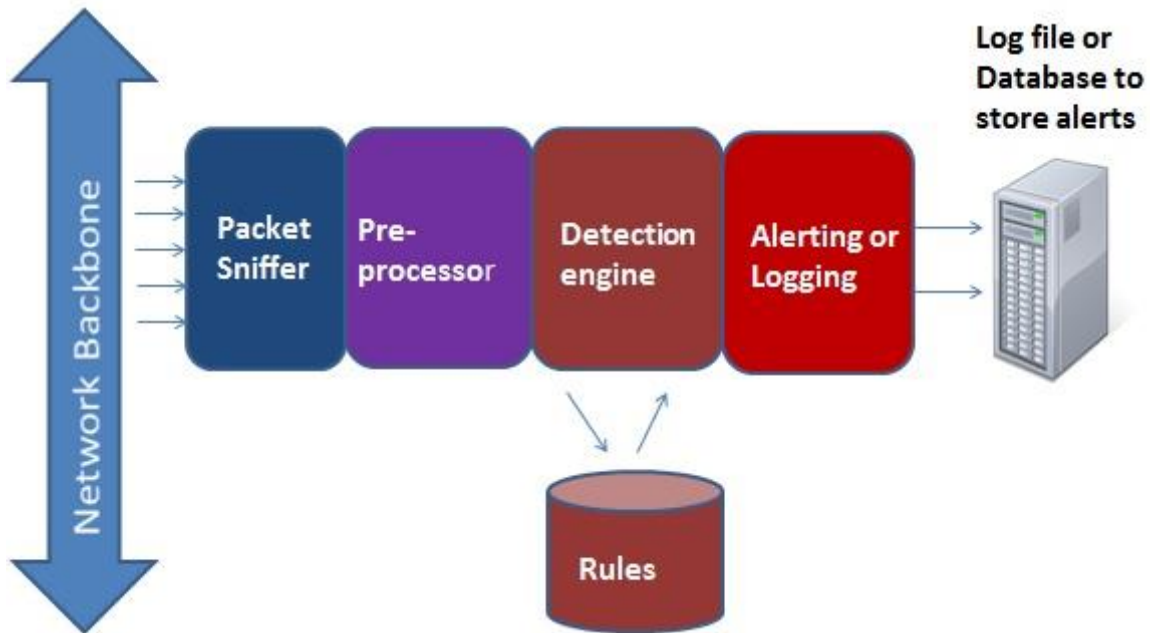 Network Backbone
Packet
Sniffer
Pre-
processor
Detection
engine
Alerting or
Logging
Log file or
Database to
store alerts
Rules